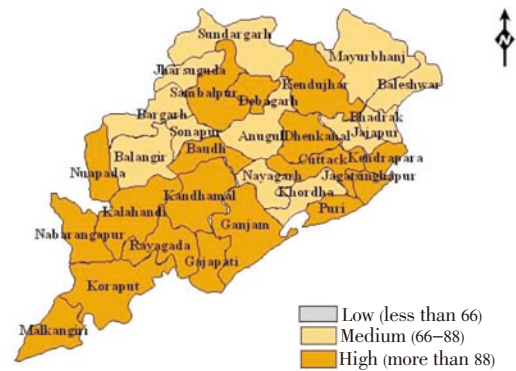 Sundargarh
N
Mayurbhanj
Jharsuguda
Kendujhar
Baleshwar
Sambalpur
Debagarh
Bhadrak
Bargarh
Sonapur
Anugul
Dhenkanal
Jajapur
Baudh
Cuttack
Kendrapara
Balangir
Nuapada
Nayagarh
Jagatsinghapur
Kandhamal
Khordha
Puri
Kalahandi
Ganjam
Nabarangapur
Rayagada
Gajapati
Koraput
Malkangiri
Low (less than 66)
Medium (66–88)
High (more than 88)